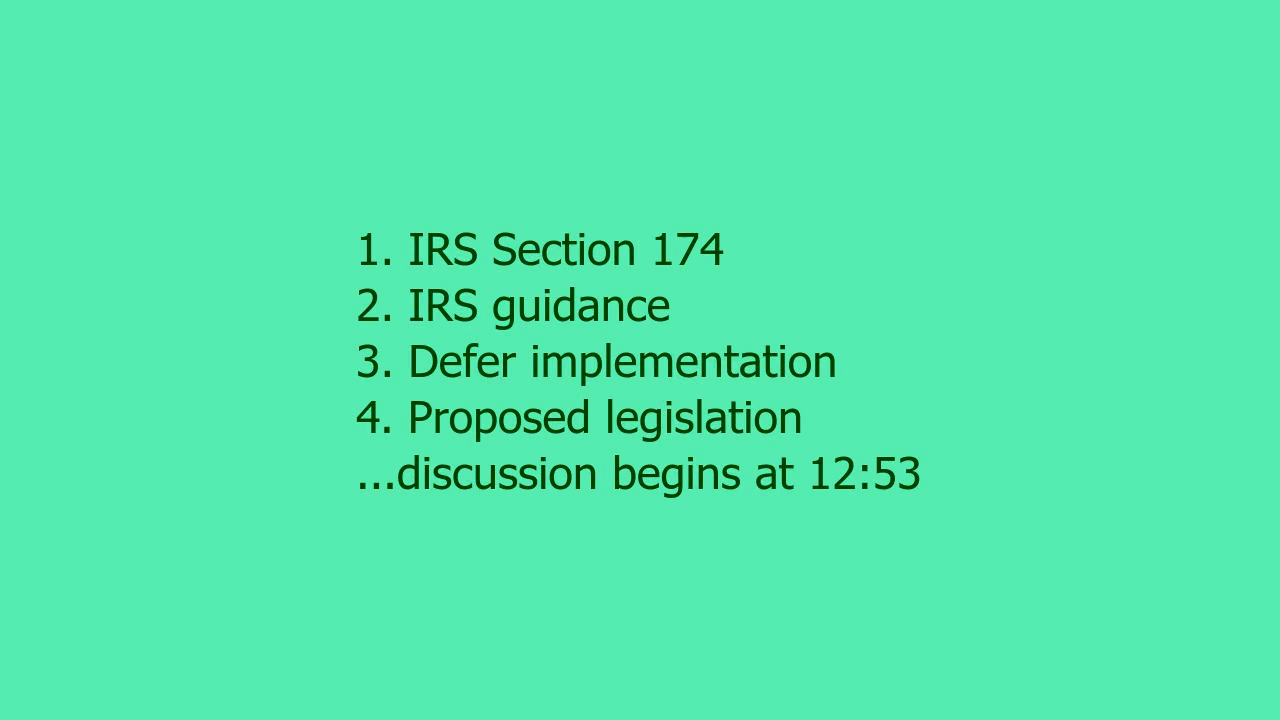 1. IRS Section 174
2. IRS guidance
3. Defer implementation
4. Proposed legislation
...discussion begins at 12:53